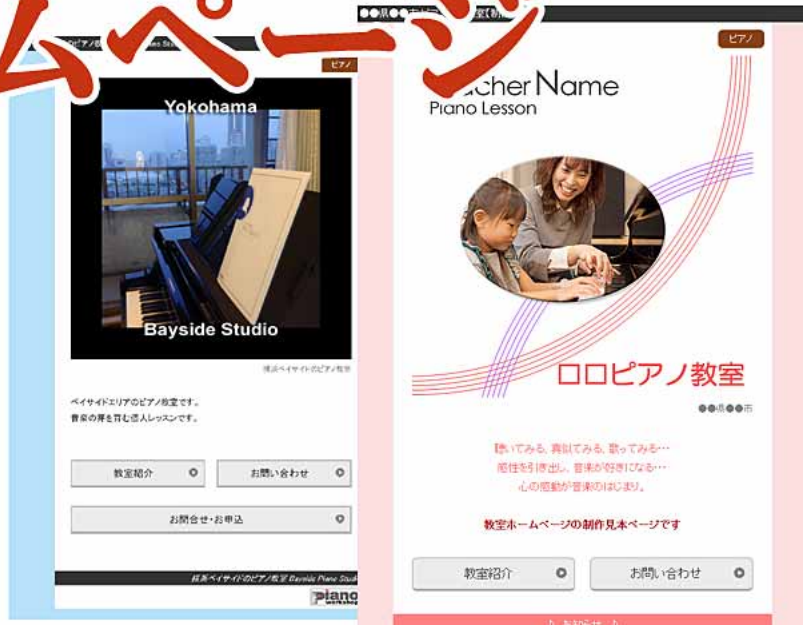 ムページ
ピアノ
Yokohama
Bayside Studio
横浜ベイサイドのピアノ教室
ベイサイドエリアのピアノ教室です。
音楽の扉を育む個人レッスンです。
教室紹介
お問い合わせ
お問合せ・お申込
横浜ベイサイドのピアノ教室 Bayside Piano Stud
piano
workshop
ピアノ
cher Name
Piano Lesson
ロロピアノ教室
●●県●●市
聴いてみる、真似てみる、歌ってみる…
感性を引き出し、音楽が好きになる…
心の感動が音楽のはじまり。
教室ホームページの制作見本ページです
教室紹介
お問い合わせ